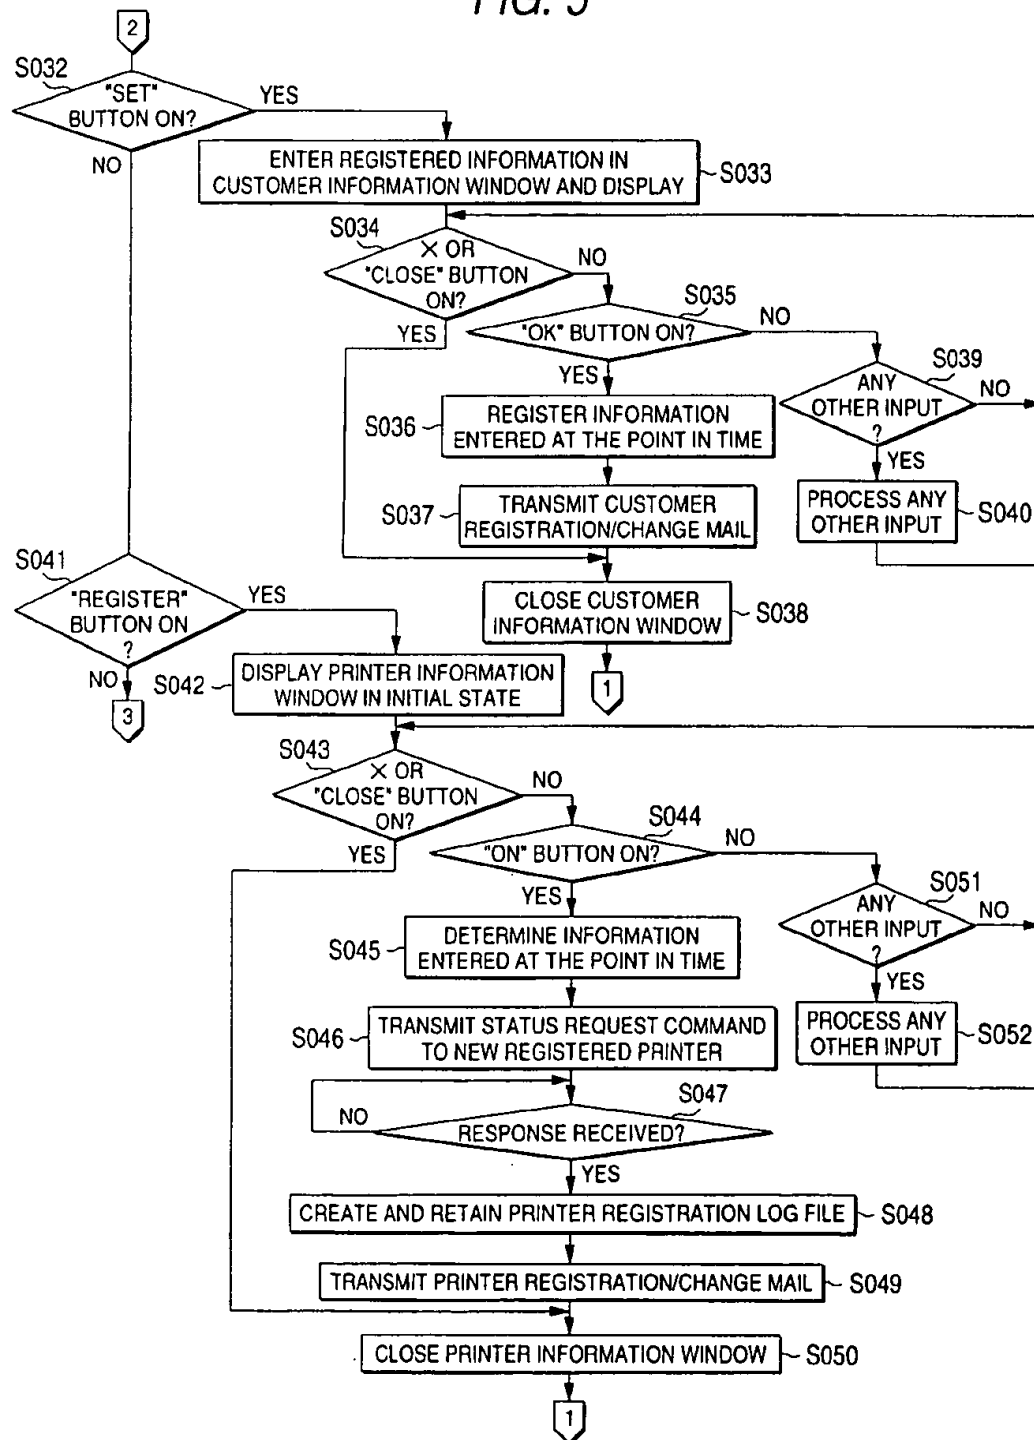 2
S032
"SET"
BUTTON ON?
YES
NO
ENTER REGISTERED INFORMATION IN
CUSTOMER INFORMATION WINDOW AND DISPLAY
S033
S034
X OR
"CLOSE" BUTTON
ON?
NO
YES
S035
"OK" BUTTON ON?
NO
YES
S039
ANY
OTHER INPUT
?
NO
YES
S036
REGISTER INFORMATION
ENTERED AT THE POINT IN TIME
S037
TRANSMIT CUSTOMER
REGISTRATION/CHANGE MAIL
PROCESS ANY
OTHER INPUT
S040
S041
"REGISTER"
BUTTON ON
?
YES
NO
3
CLOSE CUSTOMER
INFORMATION WINDOW
S038
1
S042
DISPLAY PRINTER INFORMATION
WINDOW IN INITIAL STATE
S043
X OR
"CLOSE" BUTTON
ON?
NO
YES
S044
"ON" BUTTON ON?
NO
YES
S051
ANY
OTHER INPUT
?
NO
YES
S045
DETERMINE INFORMATION
ENTERED AT THE POINT IN TIME
S046
TRANSMIT STATUS REQUEST COMMAND
TO NEW REGISTERED PRINTER
PROCESS ANY
OTHER INPUT
S052
S047
NO
RESPONSE RECEIVED?
YES
CREATE AND RETAIN PRINTER REGISTRATION LOG FILE
S048
TRANSMIT PRINTER REGISTRATION/CHANGE MAIL
S049
CLOSE PRINTER INFORMATION WINDOW
S050
1